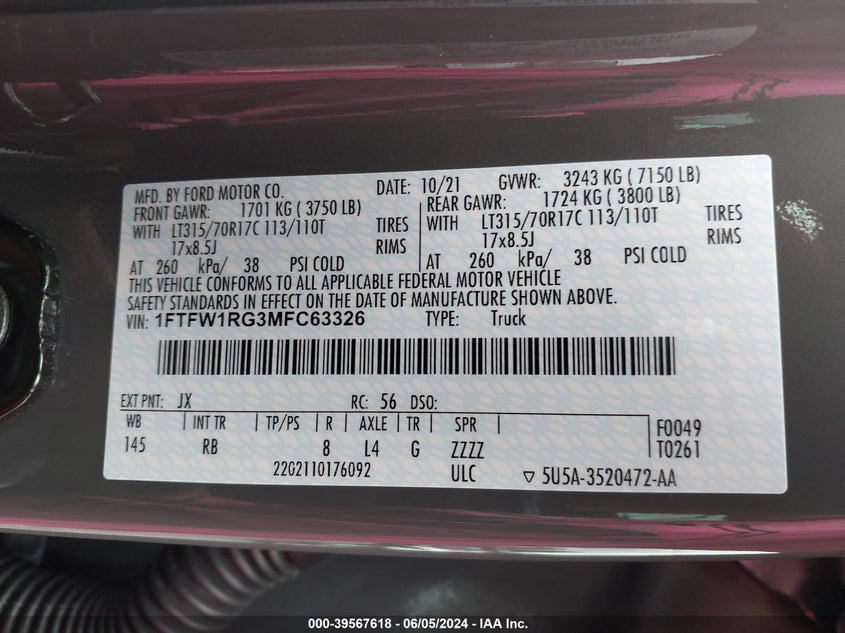 MFD. BY FORD MOTOR CO. DATE: 10/21 GVWR: 3243 KG ( 7150 LB)
FRONT GAWR: 1701 KG ( 3750 LB) REAR GAWR: 1724 KG ( 3800 LB)
WITH LT315/70R17C 113/110T TIRES WITH LT315/70R17C 113/110T TIRES
17x8.5J RIMS 17x8.5J RIMS
AT 260 kPa/ 38 PSI COLD AT 260 kPa/ 38 PSI COLD
THIS VEHICLE CONFORMS TO ALL APPLICABLE FEDERAL MOTOR VEHICLE
SAFETY STANDARDS IN EFFECT ON THE DATE OF MANUFACTURE SHOWN ABOVE.
VIN: 1FTFW1RG3MFC63326 TYPE: Truck
EXT PNT: JX RC: 56 DSO:
WB INT TR TP/PS R AXLE TR SPR F0049
145 RB 8 L4 G ZZZZ T0261
22G2110176092 ULC ▽ 5U5A-3520472-AA
000-39567618 - 06/05/2024 - IAA Inc.